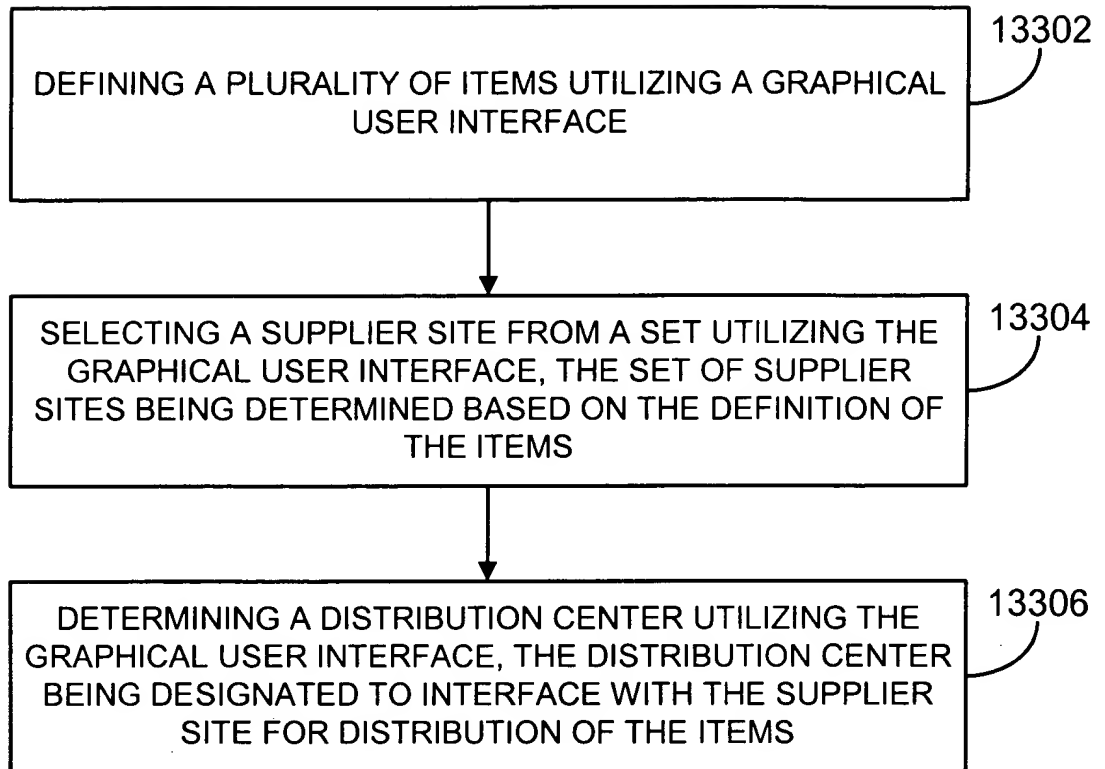 13302
DEFINING A PLURALITY OF ITEMS UTILIZING A GRAPHICAL
USER INTERFACE
13304
SELECTING A SUPPLIER SITE FROM A SET UTILIZING THE
GRAPHICAL USER INTERFACE, THE SET OF SUPPLIER
SITES BEING DETERMINED BASED ON THE DEFINITION OF
THE ITEMS
13306
DETERMINING A DISTRIBUTION CENTER UTILIZING THE
GRAPHICAL USER INTERFACE, THE DISTRIBUTION CENTER
BEING DESIGNATED TO INTERFACE WITH THE SUPPLIER
SITE FOR DISTRIBUTION OF THE ITEMS